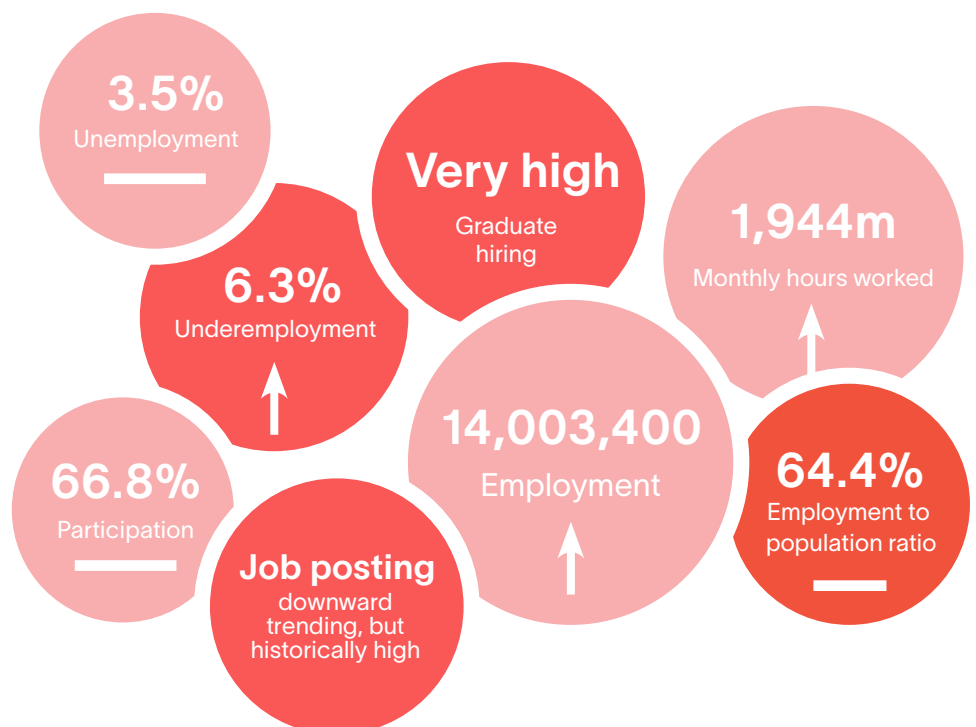 3.5%
Unemployment
Very high
Graduate
hiring
1,944m
Monthly hours worked
6.3%
Underemployment
14,003,400
Employment
64.4%
Employment to
population ratio
66.8%
Participation
Job posting
downward
trending, but
historically high